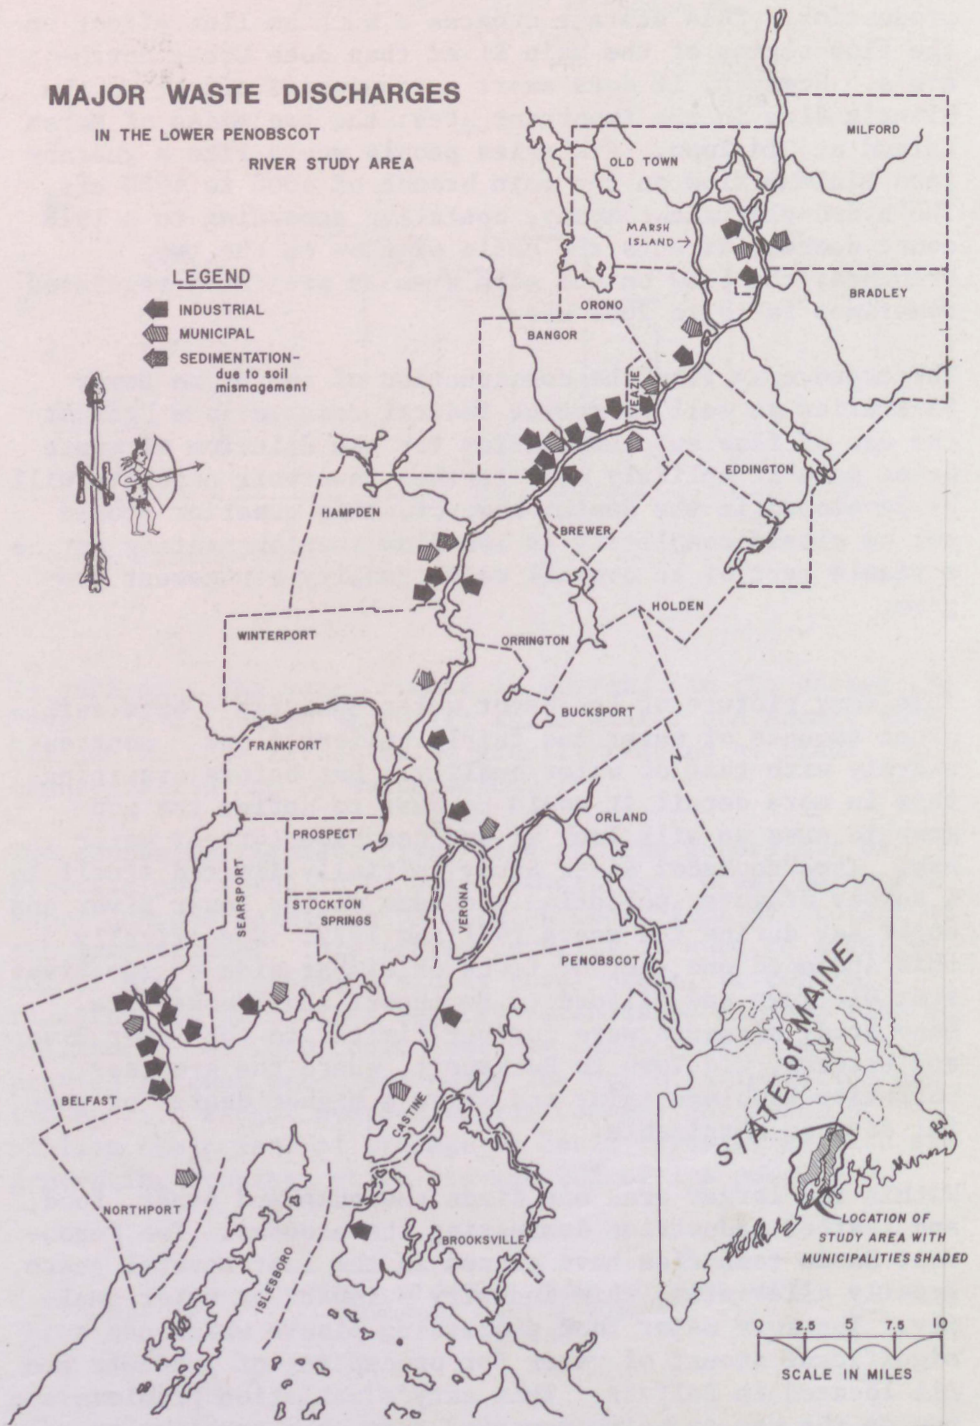 MAJOR WASTE DISCHARGES
IN THE LOWER PENOBSCOT
RIVER STUDY AREA
MILFORD
OLD TOWN
MARSH
ISLAND
LEGEND
INDUSTRIAL
MUNICIPAL
SEDIMENTATION-
due to soil
mismagement
BRADLEY
ORONO
BANGOR
VEAZIE
N
EDDINGTON
HAMPDEN
BREWER
HOLDEN
WINTERPORT
ORRINGTON
BUCKSPORT
FRANKFORT
ORLAND
PROSPECT
SEARSPORT
STOCKTON
SPRINGS
VERONA
PENOBSCOT
BELFAST
CASTINE
STATE of MAINE
NORTHPORT
ISLESBORO
BROOKSVILLE
LOCATION OF
STUDY AREA WITH
MUNICIPALITIES SHADED
0 2.5 5 7.5 10
SCALE IN MILES